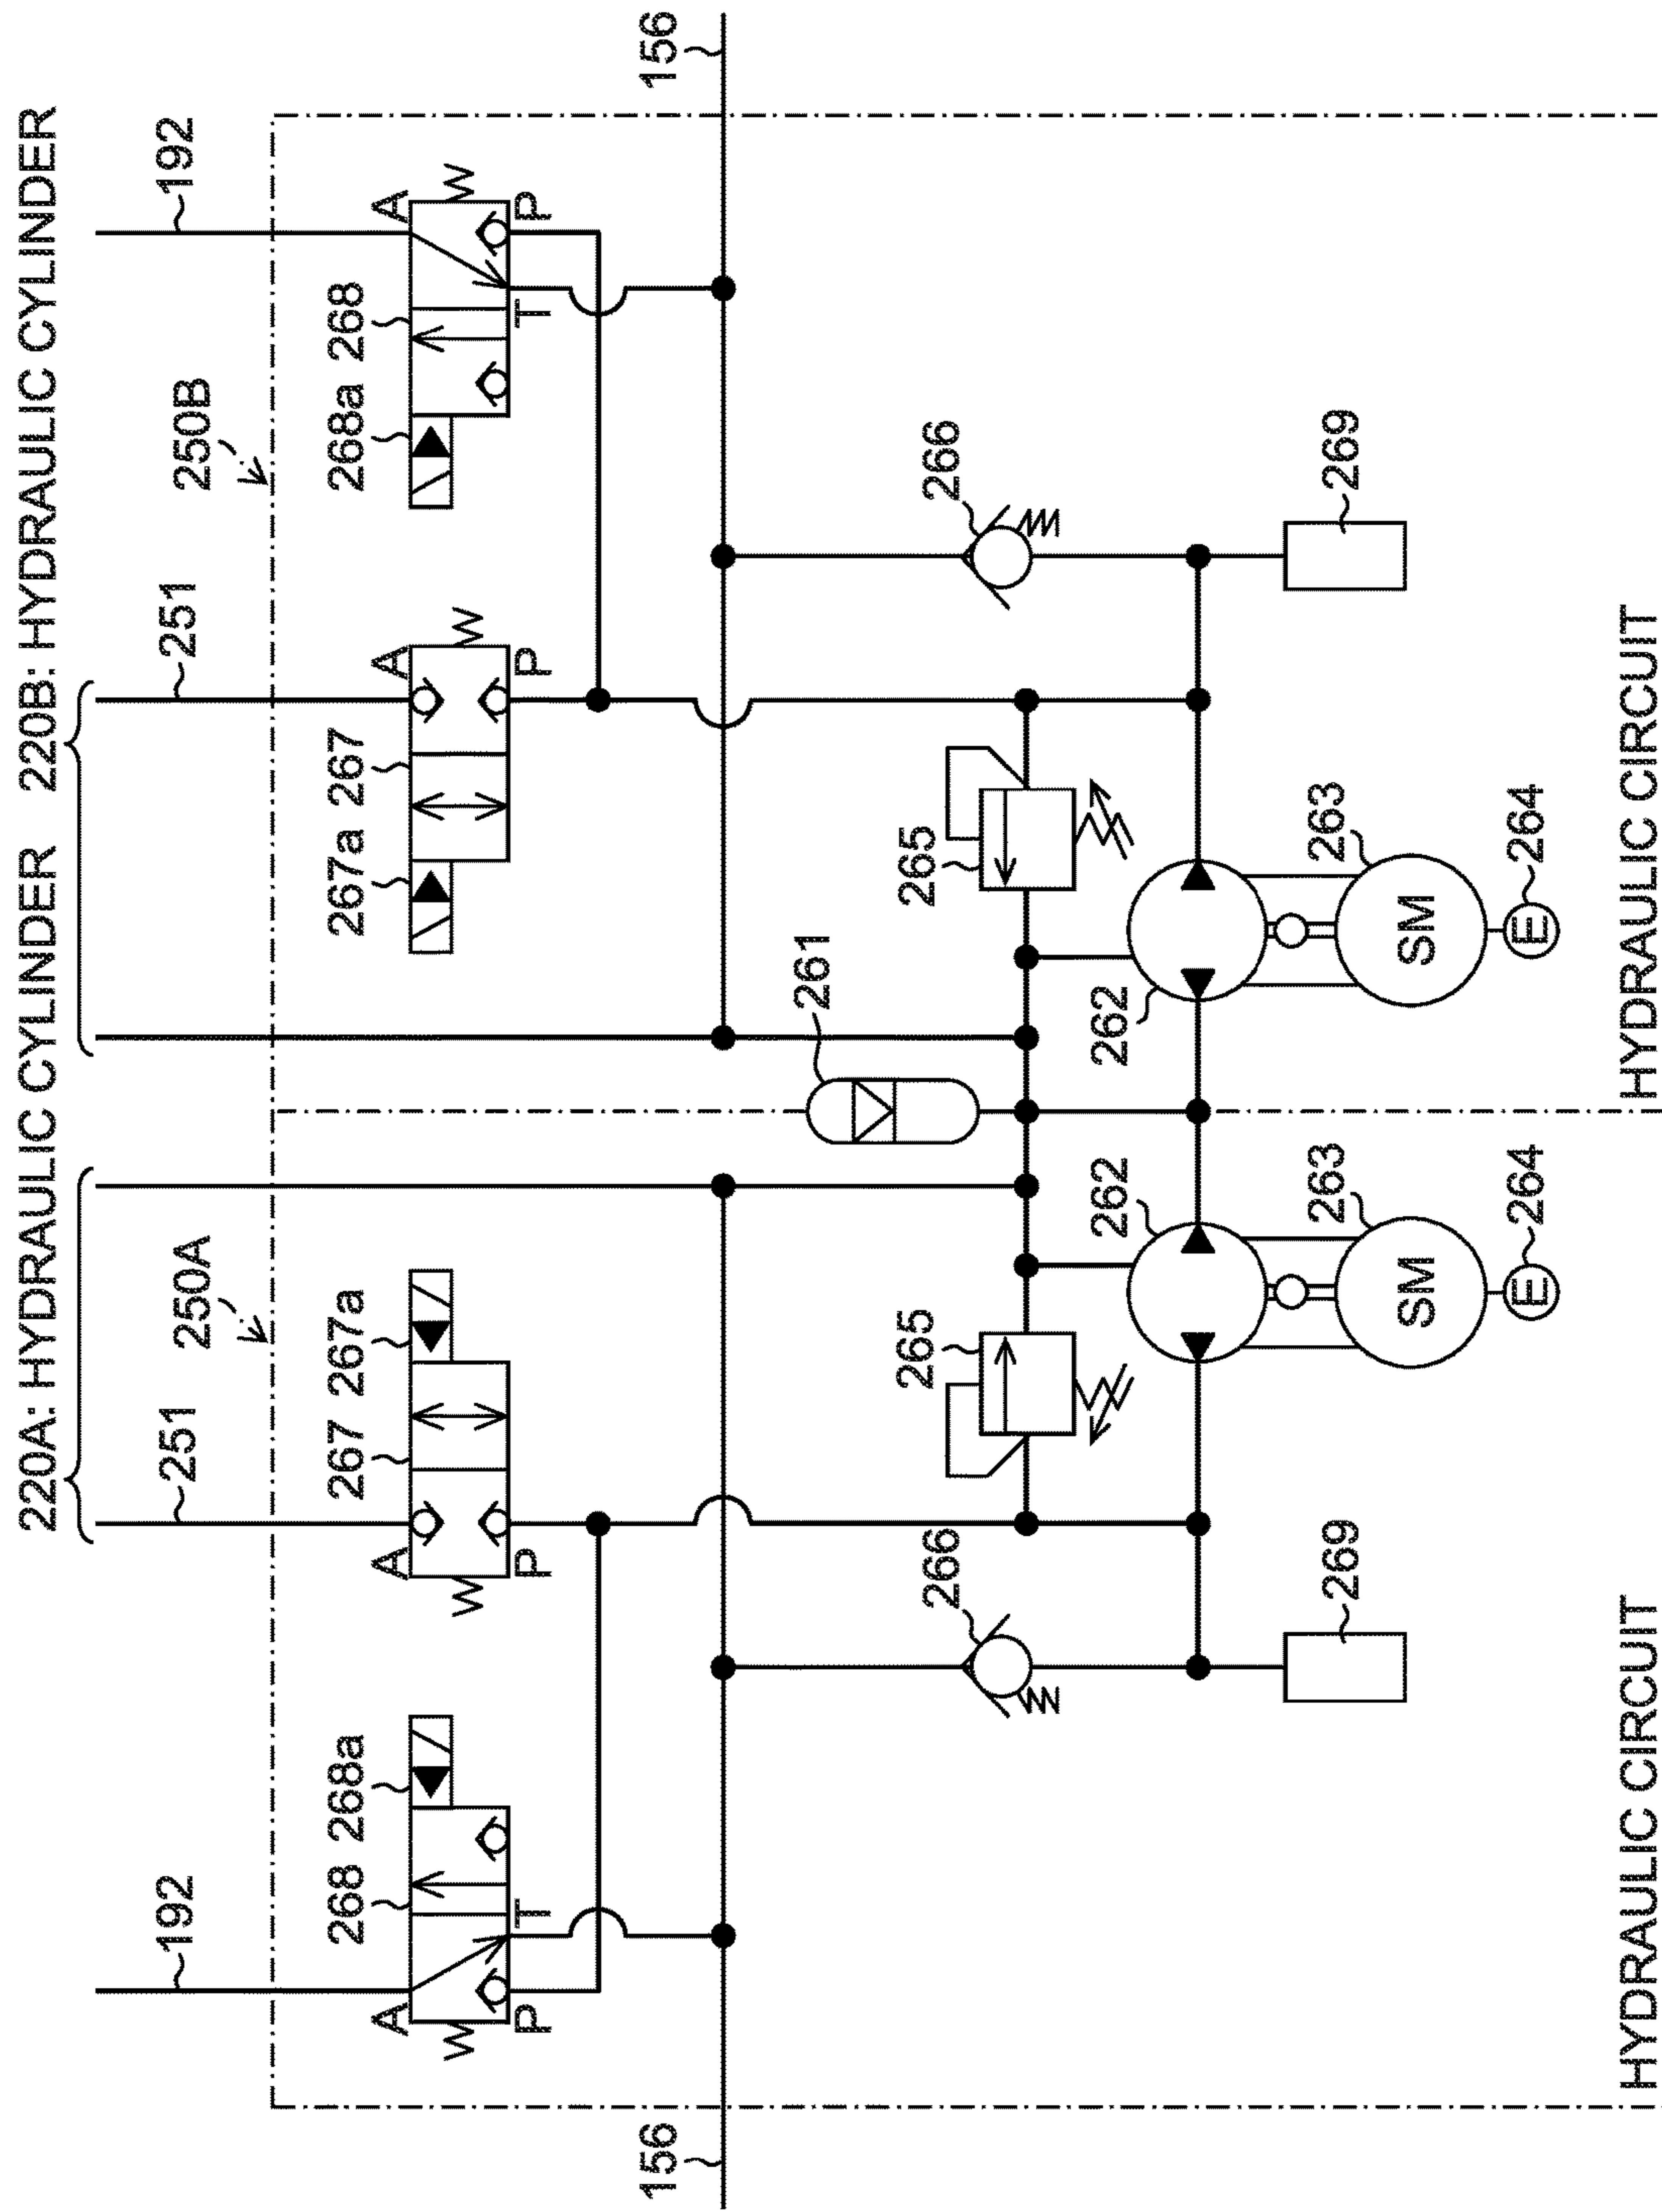 220A: HYDRAULIC CYLINDER 220B: HYDRAULIC CYLINDER
192 251 250A 251 250B 192
268 268a 267 267a 267a 267 268a 268
A A A A
P T P P T P
156 156
261
265 265
266 266
262 262
269 263 263 269
SM SM
264 264
E E
HYDRAULIC CIRCUIT HYDRAULIC CIRCUIT